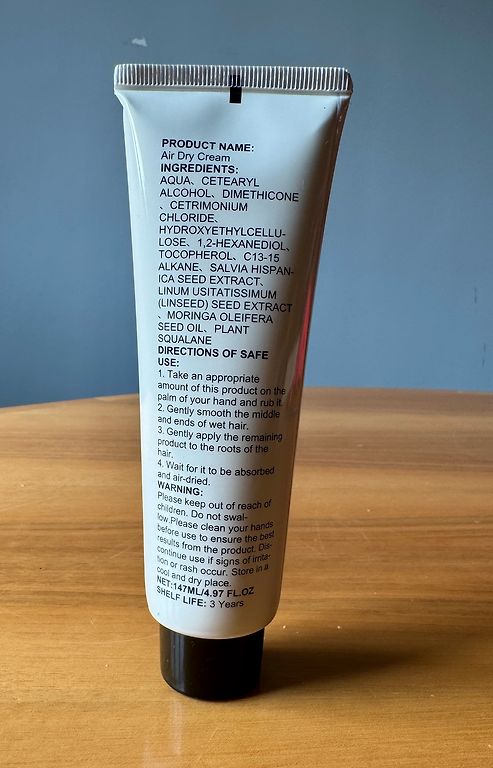 PRODUCT NAME:
Air Dry Cream
INGREDIENTS:
AQUA、CETEARYL
ALCOHOL、DIMETHICONE
、CETRIMONIUM
CHLORIDE、
HYDROXYETHYLCELLU-
LOSE、1,2-HEXANEDIOL、
TOCOPHEROL、C13-15
ALKANE、SALVIA HISPAN-
ICA SEED EXTRACT、
LINUM USITATISSIMUM
(LINSEED) SEED EXTRACT
、MORINGA OLEIFERA
SEED OIL、PLANT
SQUALANE
DIRECTIONS OF SAFE
USE:
1. Take an appropriate
amount of this product on the
palm of your hand and rub it.
2. Gently smooth the middle
and ends of wet hair.
3. Gently apply the remaining
product to the roots of the
hair.
4. Wait for it to be absorbed
and air-dried.
WARNING:
Please keep out of reach of
children. Do not swal-
low.Please clean your hands
before use to ensure the best
results from the product. Dis-
continue use if signs of irrita-
tion or rash occur. Store in a
cool and dry place.
NET:147ML/4.97 FL.OZ
SHELF LIFE: 3 Years